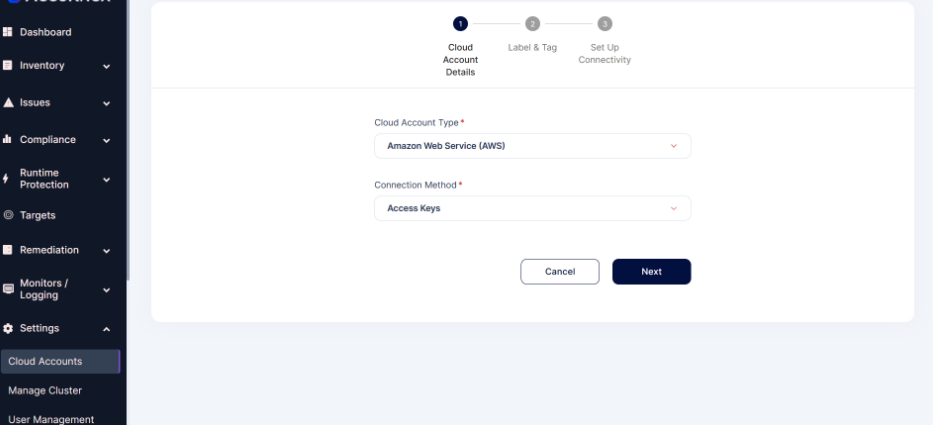 Dashboard
Inventory
Issues
Compliance
Runtime
Protection
Targets
Remediation
Monitors /
Logging
Settings
Cloud Accounts
Manage Cluster
User Management
1
2
3
Cloud
Account
Details
Label & Tag
Set Up
Connectivity
Cloud Account Type *
Amazon Web Service (AWS)
Connection Method *
Access Keys
Cancel
Next